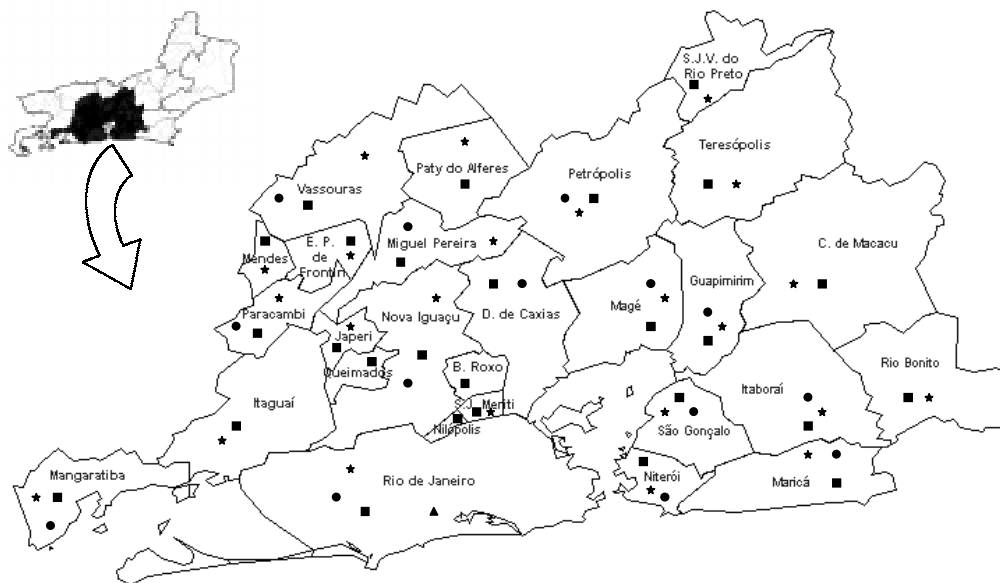 S.J.V. do
Rio Preto
Teresópolis
Paty do Alferes
Petrópolis
Vassouras
E. P.
de
Frontin
Miguel Pereira
C. de Macacu
Mendes
Guapimirim
Paracambi
Nova Iguaçu
D. de Caxias
Magé
Japeri
Queimados
B. Roxo
Rio Bonito
Itaguaí
Itaboraí
S.J. Meriti
Nilópolis
São Gonçalo
Mangaratiba
Rio de Janeiro
Niterói
Maricá